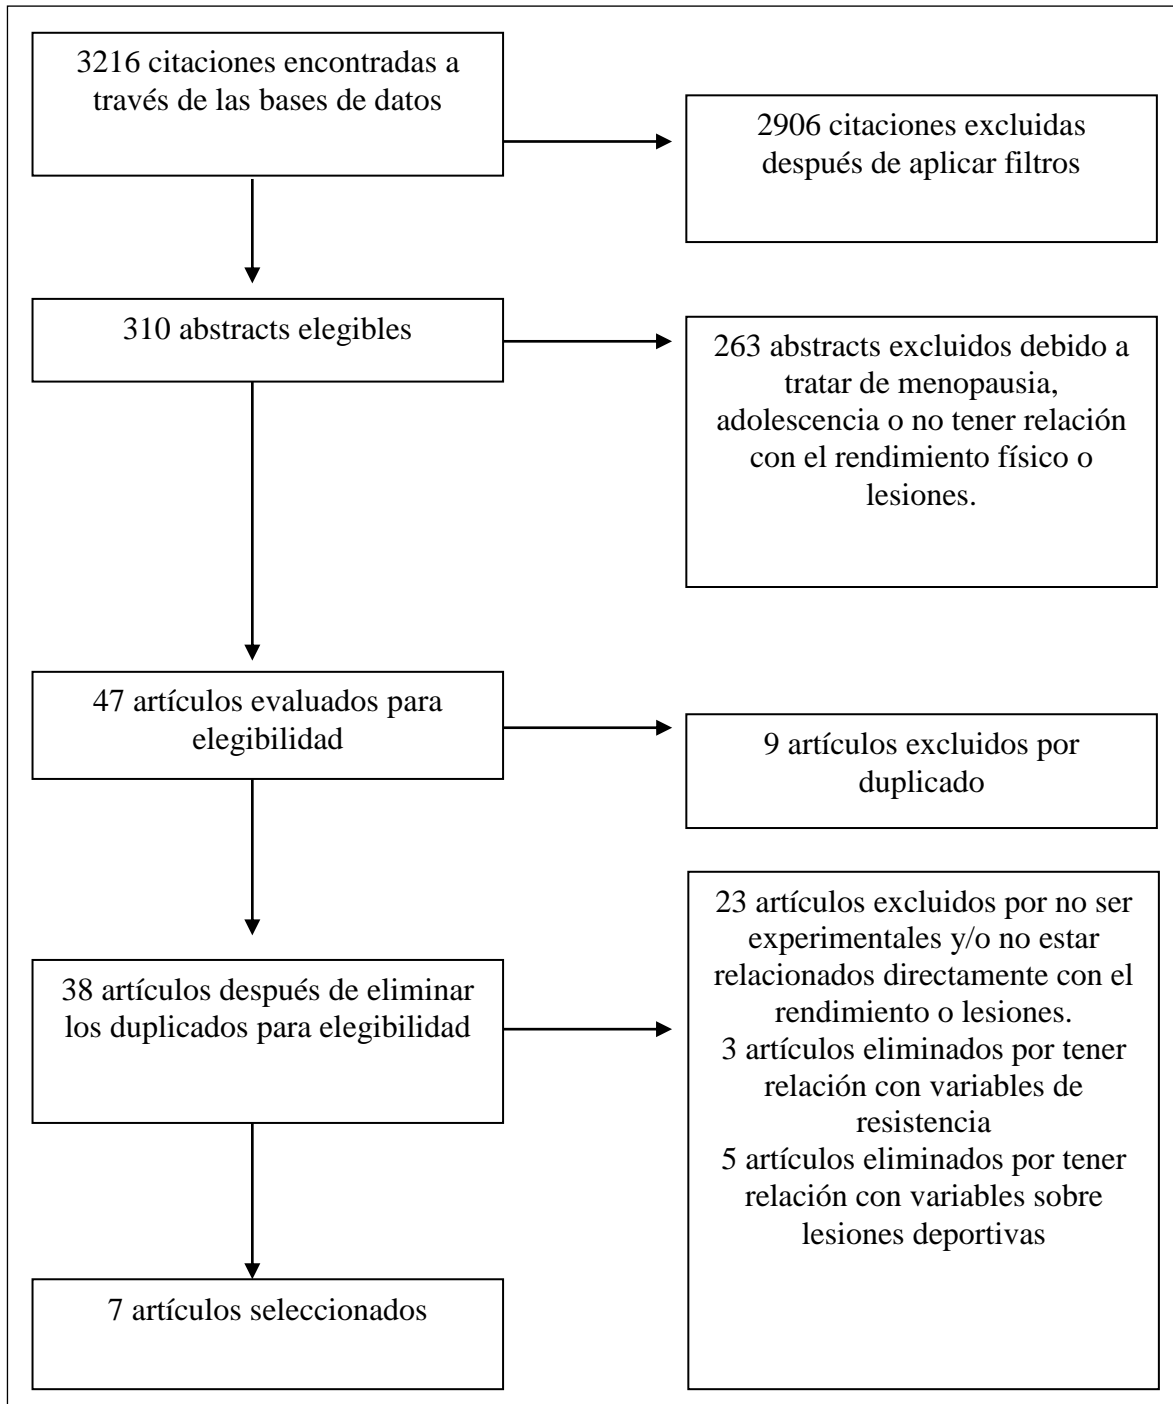 3216 citaciones encontradas a
través de las bases de datos
2906 citaciones excluidas
después de aplicar filtros
310 abstracts elegibles
263 abstracts excluidos debido a
tratar de menopausia,
adolescencia o no tener relación
con el rendimiento físico o
lesiones.
47 artículos evaluados para
elegibilidad
9 artículos excluidos por
duplicado
38 artículos después de eliminar
los duplicados para elegibilidad
23 artículos excluidos por no ser
experimentales y/o no estar
relacionados directamente con el
rendimiento o lesiones.
3 artículos eliminados por tener
relación con variables de
resistencia
5 artículos eliminados por tener
relación con variables sobre
lesiones deportivas
7 artículos seleccionados